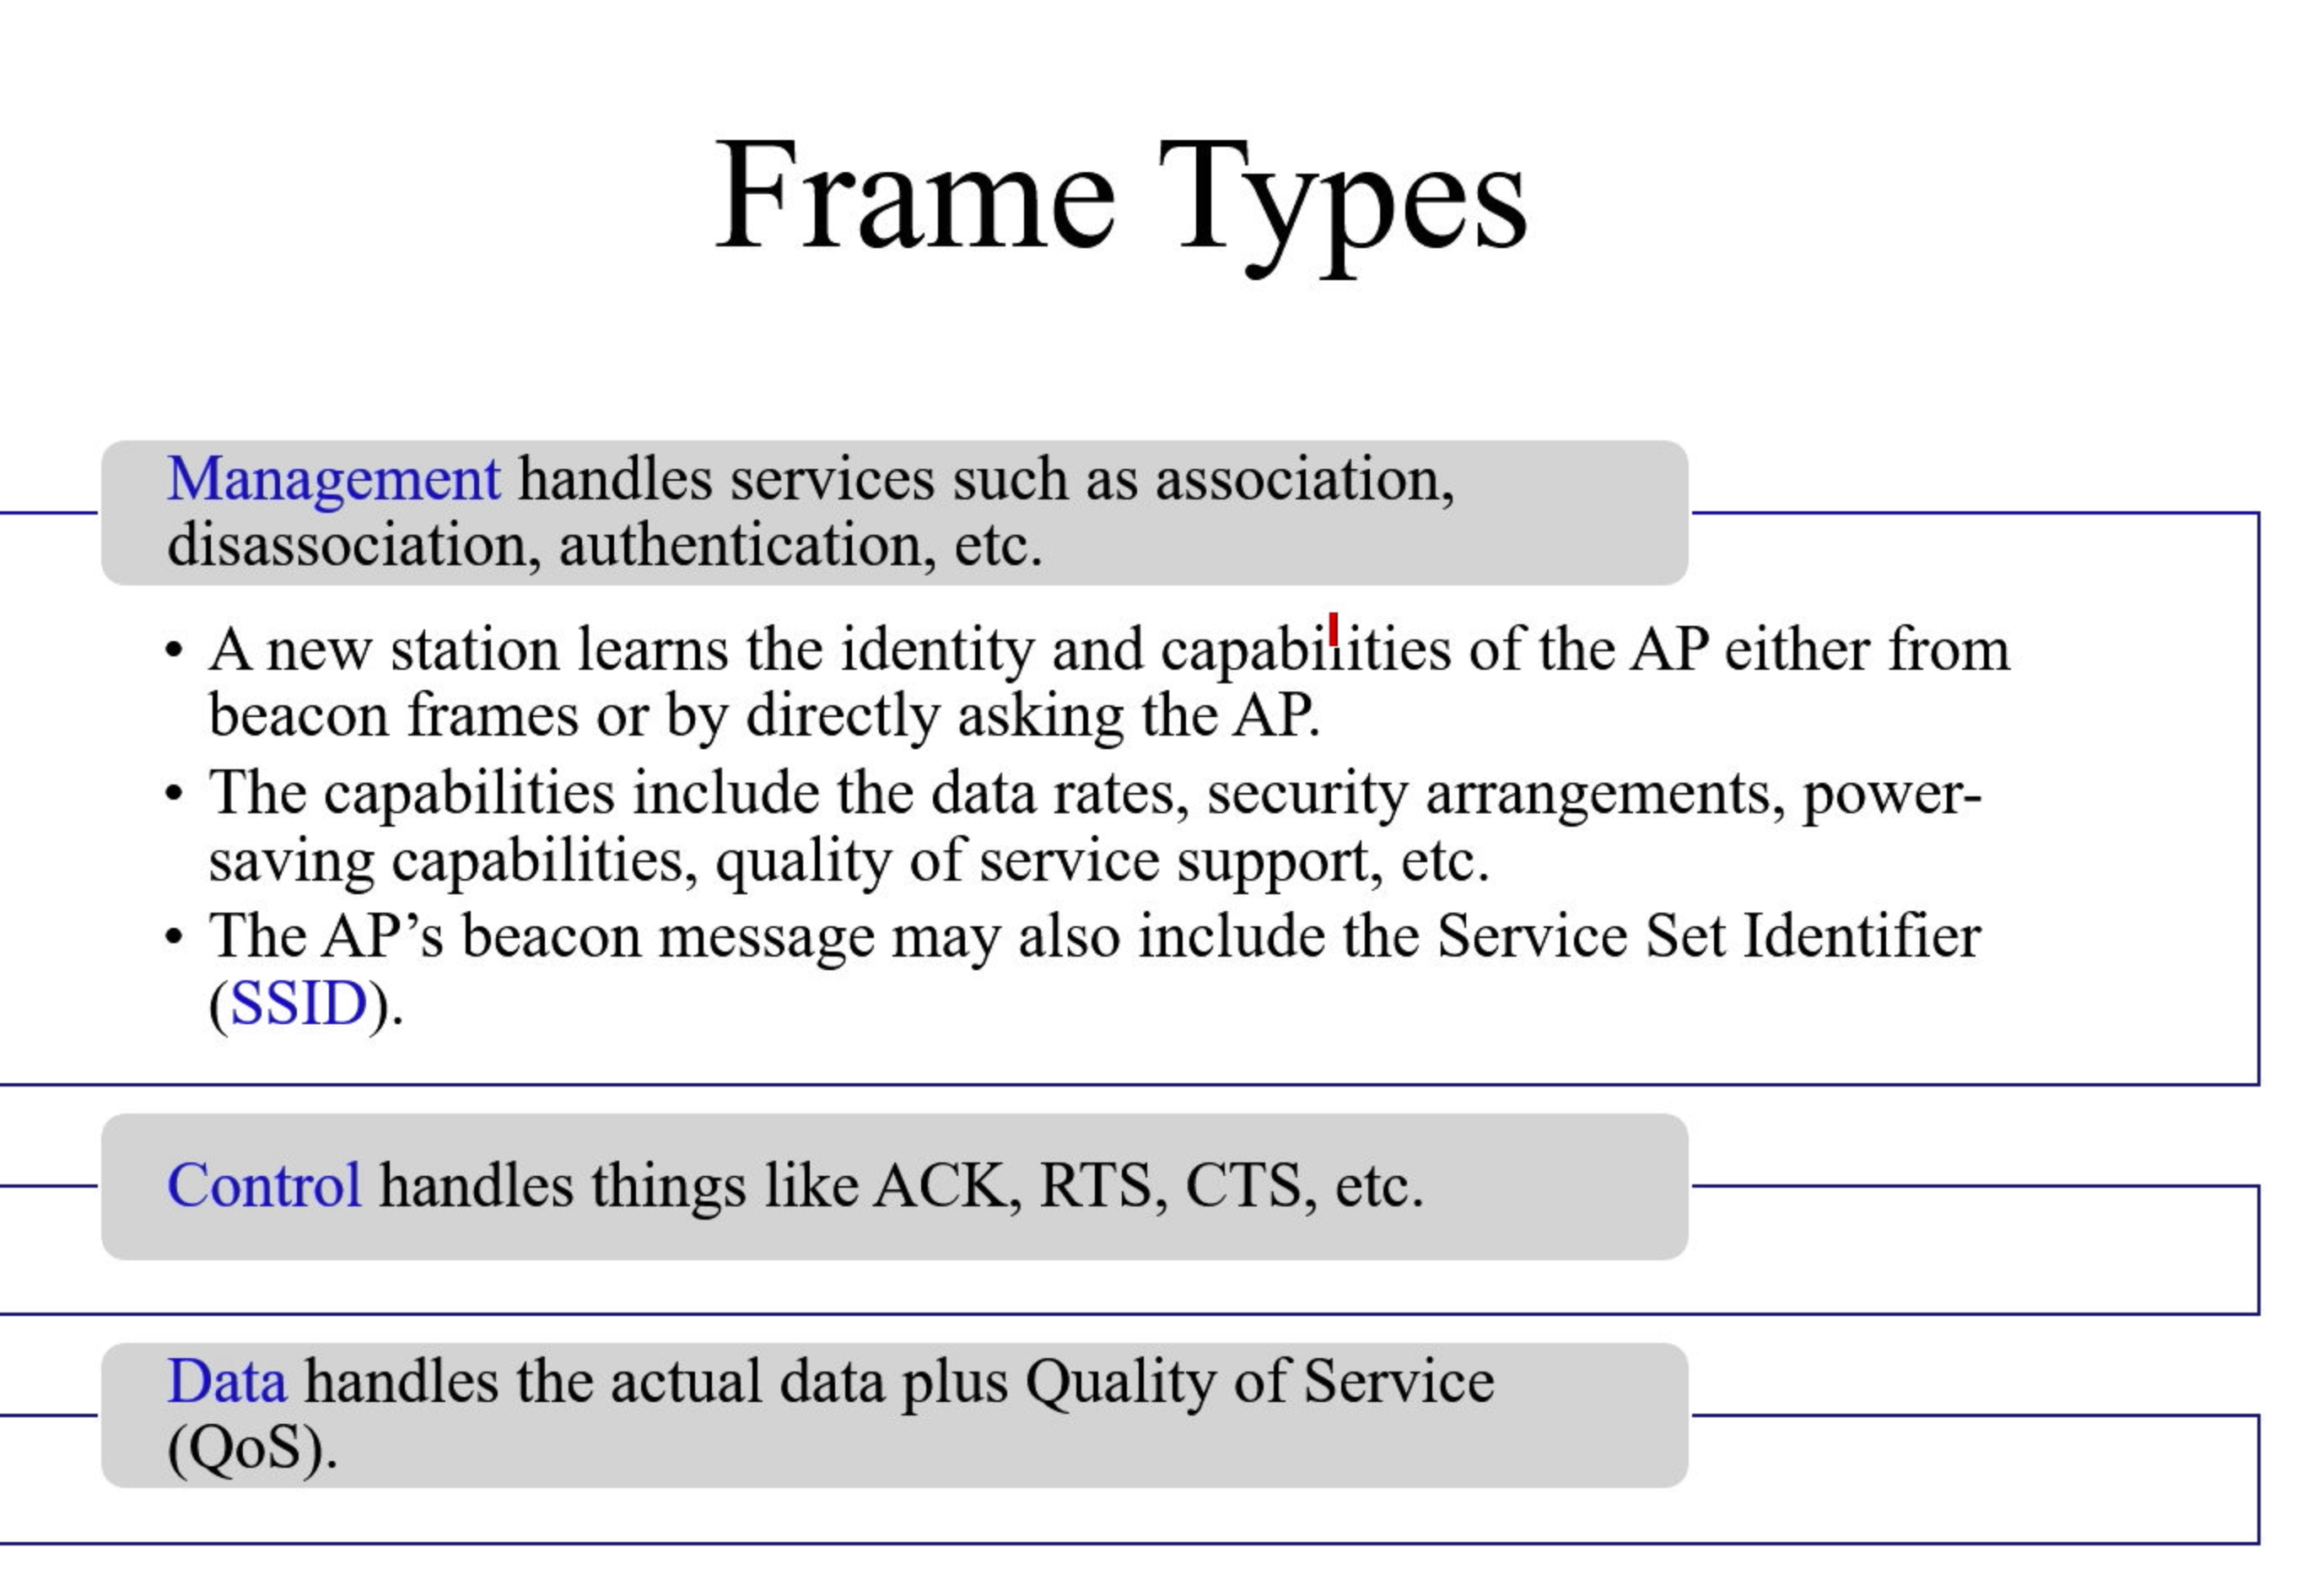 Frame Types
Management handles services such as association,
disassociation, authentication, etc.
• A new station learns the identity and capabilities of the AP either from
beacon frames or by directly asking the AP.
• The capabilities include the data rates, security arrangements, power-
saving capabilities, quality of service support, etc.
• The AP’s beacon message may also include the Service Set Identifier
(SSID).
Control handles things like ACK, RTS, CTS, etc.
Data handles the actual data plus Quality of Service
(QoS).